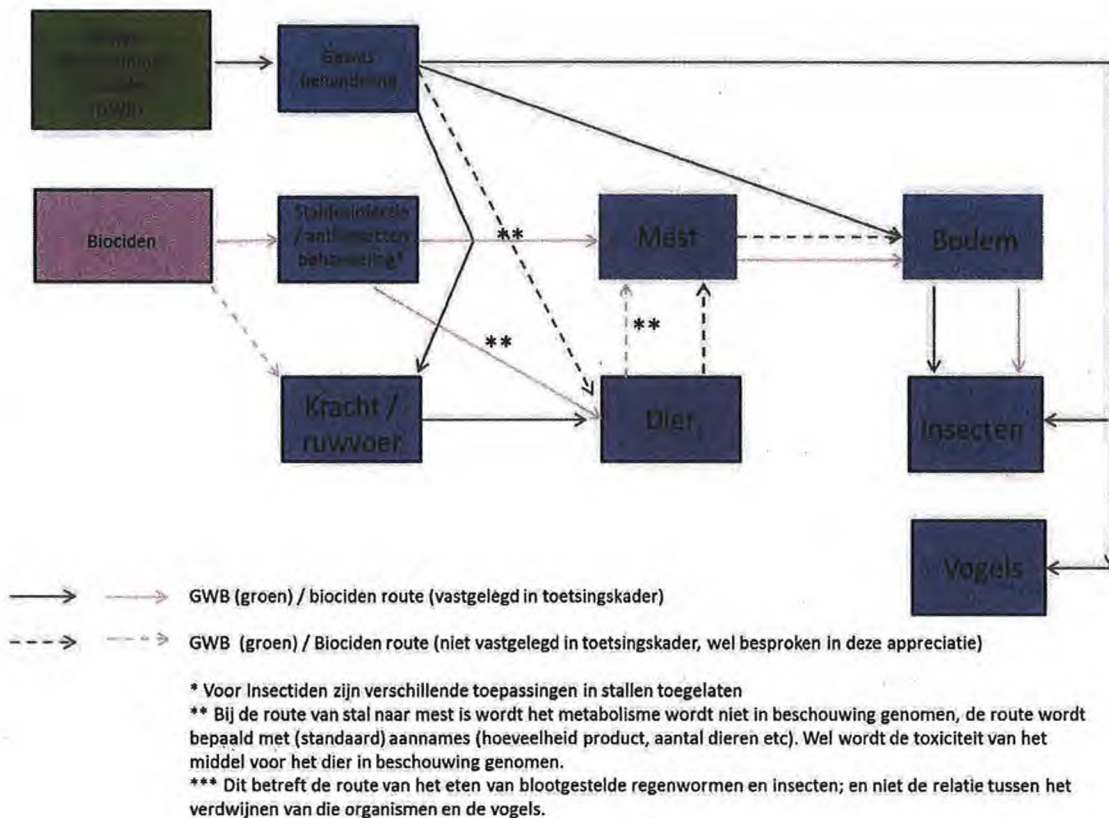 Gewas
behandeling
Biociden
Staldesinfectie
/ anti insecten
behandeling*
**
Mest
Bodem
**
**
Kracht /
ruwvoer
Dier
Insecten
Vogels
GWB (groen) / biociden route (vastgelegd in toetsingskader)
GWB (groen) / Biociden route (niet vastgelegd in toetsingskader, wel besproken in deze appreciatie)
* Voor Insectiden zijn verschillende toepassingen in stallen toegelaten
** Bij de route van stal naar mest is wordt het metabolisme wordt niet in beschouwing genomen, de route wordt
bepaald met (standaard) aannames (hoeveelheid product, aantal dieren etc). Wel wordt de toxiciteit van het
middel voor het dier in beschouwing genomen.
*** Dit betreft de route van het eten van blootgestelde regenwormen en insecten; en niet de relatie tussen het
verdwijnen van die organismen en de vogels.